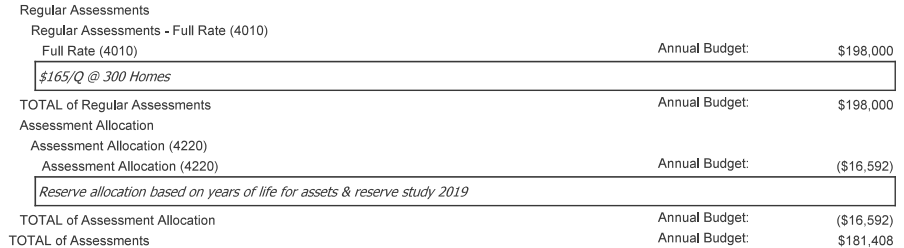 Regular Assessments
Regular Assessments - Full Rate (4010)
Full Rate (4010) Annual Budget: $198,000
$165/Q @ 300 Homes
TOTAL of Regular Assessments Annual Budget: $198,000
Assessment Allocation
Assessment Allocation (4220)
Assessment Allocation (4220) Annual Budget: ($16,592)
Reserve allocation based on years of life for assets & reserve study 2019
TOTAL of Assessment Allocation Annual Budget: ($16,592)
TOTAL of Assessments Annual Budget: $181,408